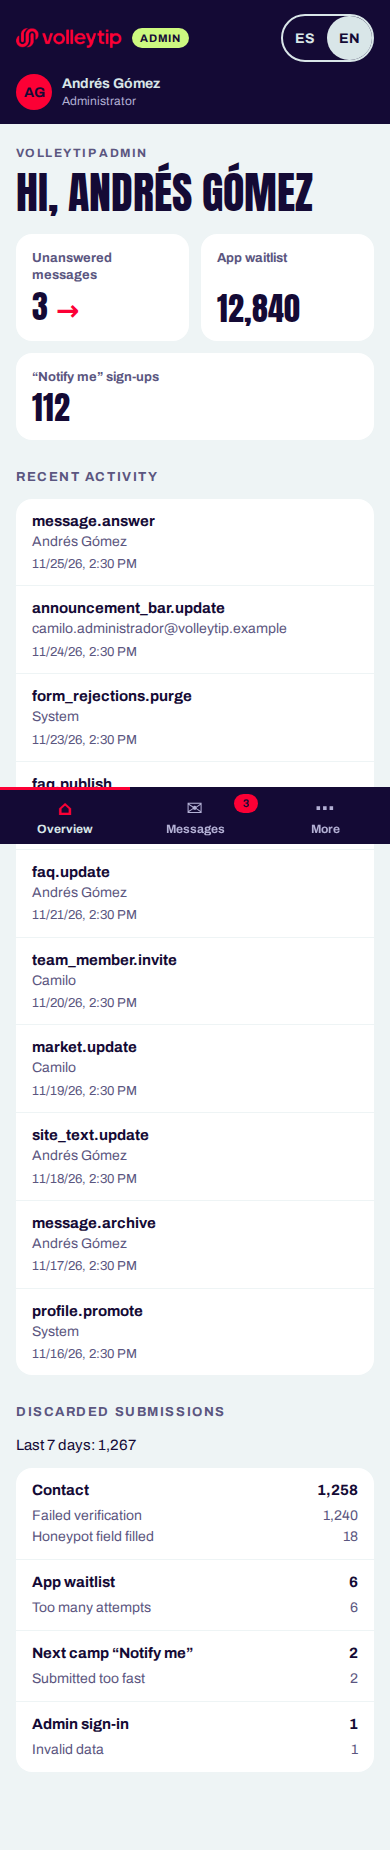 volleytip ADMIN ES EN
AG Andrés Gómez
Administrator
VOLLEYTIP ADMIN
HI, ANDRÉS GÓMEZ
Unanswered messages
3 →
App waitlist
12,840
“Notify me” sign-ups
112
RECENT ACTIVITY
message.answer
Andrés Gómez
11/25/26, 2:30 PM
announcement_bar.update
camilo.administrador@volleytip.example
11/24/26, 2:30 PM
form_rejections.purge
System
11/23/26, 2:30 PM
faq.publish
3
Overview Messages More
faq.update
Andrés Gómez
11/21/26, 2:30 PM
team_member.invite
Camilo
11/20/26, 2:30 PM
market.update
Camilo
11/19/26, 2:30 PM
site_text.update
Andrés Gómez
11/18/26, 2:30 PM
message.archive
Andrés Gómez
11/17/26, 2:30 PM
profile.promote
System
11/16/26, 2:30 PM
DISCARDED SUBMISSIONS
Last 7 days: 1,267
Contact 1,258
Failed verification 1,240
Honeypot field filled 18
App waitlist 6
Too many attempts 6
Next camp “Notify me” 2
Submitted too fast 2
Admin sign-in 1
Invalid data 1